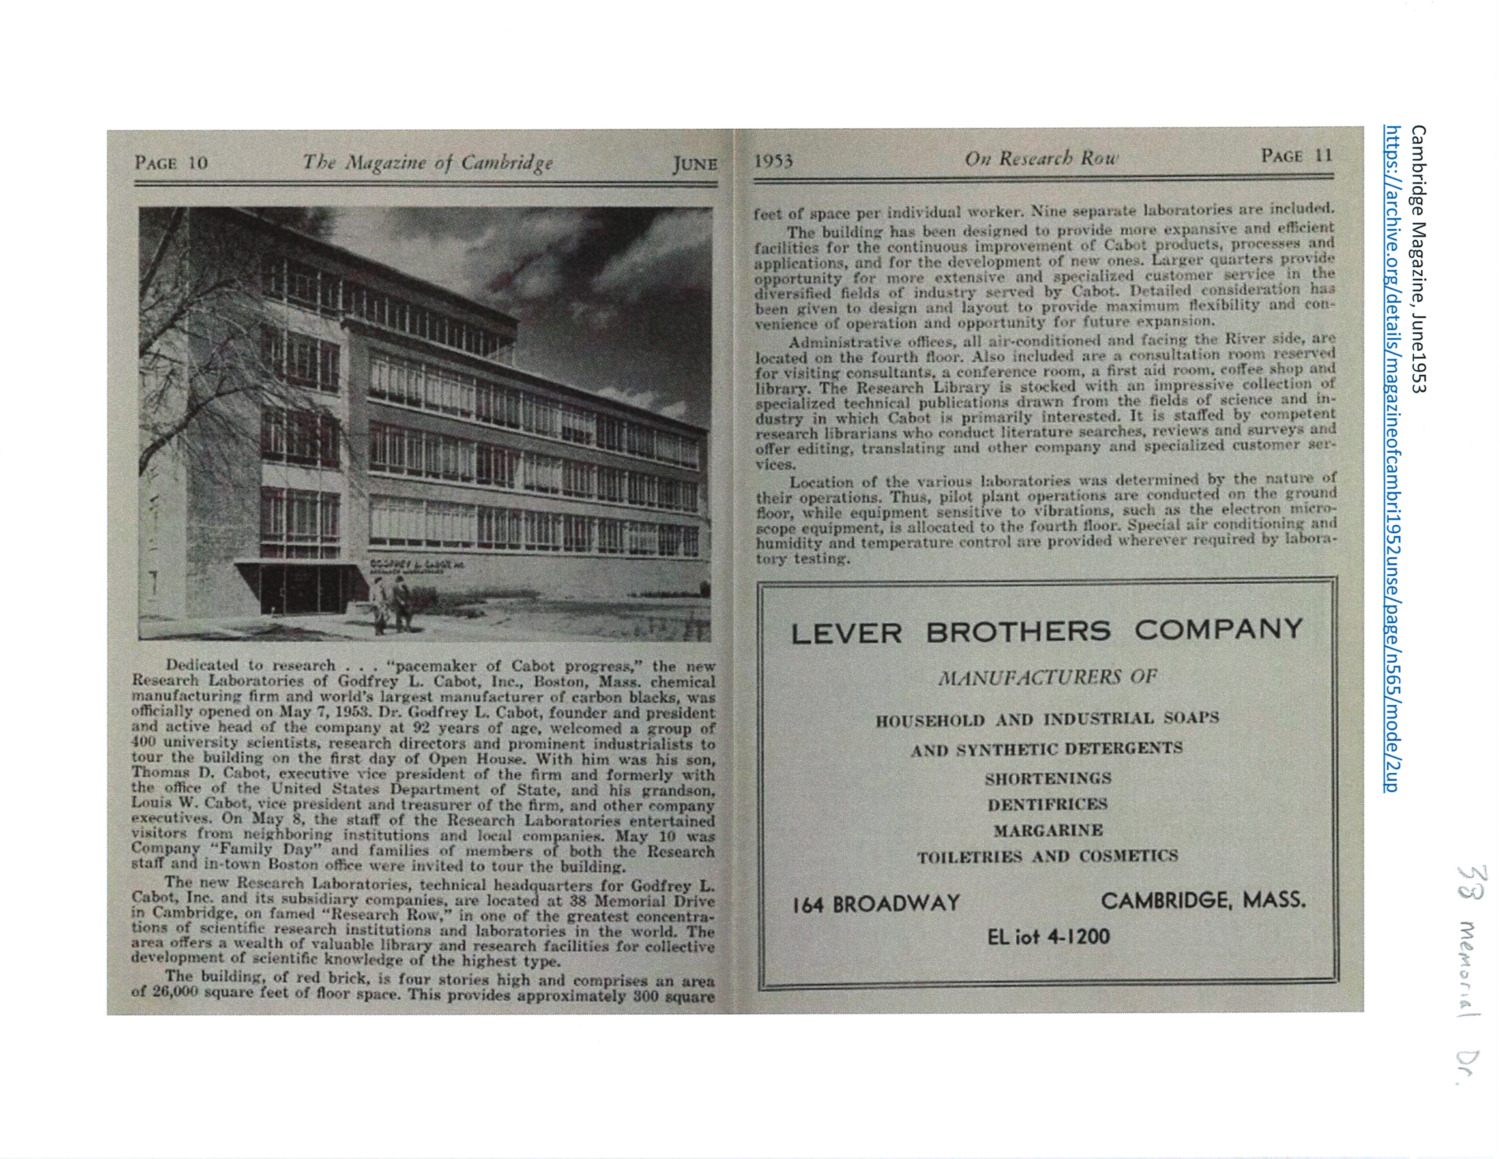 PAGE 10 The Magazine of Cambridge JUNE
GODFREY L. CABOT, INC.
Dedicated to research . . . "pacemaker of Cabot progress," the new
Research Laboratories of Godfrey L. Cabot, Inc., Boston, Mass. chemical
manufacturing firm and world's largest manufacturer of carbon blacks, was
officially opened on May 7, 1953. Dr. Godfrey L. Cabot, founder and president
and active head of the company at 92 years of age, welcomed a group of
400 university scientists, research directors and prominent industrialists to
tour the building on the first day of Open House. With him was his son,
Thomas D. Cabot, executive vice president of the firm and formerly with
the office of the United States Department of State, and his grandson,
Louis W. Cabot, vice president and treasurer of the firm, and other company
executives. On May 8, the staff of the Research Laboratories entertained
visitors from neighboring institutions and local companies. May 10 was
Company "Family Day" and families of members of both the Research
staff and in-town Boston office were invited to tour the building.
The new Research Laboratories, technical headquarters for Godfrey L.
Cabot, Inc. and its subsidiary companies, are located at 38 Memorial Drive
in Cambridge, on famed "Research Row," in one of the greatest concentra-
tions of scientific research institutions and laboratories in the world. The
area offers a wealth of valuable library and research facilities for collective
development of scientific knowledge of the highest type.
The building, of red brick, is four stories high and comprises an area
of 26,000 square feet of floor space. This provides approximately 300 square
1953 On Research Row PAGE 11
feet of space per individual worker. Nine separate laboratories are included.
The building has been designed to provide more expansive and efficient
facilities for the continuous improvement of Cabot products, processes and
applications, and for the development of new ones. Larger quarters provide
opportunity for more extensive and specialized customer service in the
diversified fields of industry served by Cabot. Detailed consideration has
been given to design and layout to provide maximum flexibility and con-
venience of operation and opportunity for future expansion.
Administrative offices, all air-conditioned and facing the River side, are
located on the fourth floor. Also included are a consultation room reserved
for visiting consultants, a conference room, a first aid room, coffee shop and
library. The Research Library is stocked with an impressive collection of
specialized technical publications drawn from the fields of science and in-
dustry in which Cabot is primarily interested. It is staffed by competent
research librarians who conduct literature searches, reviews and surveys and
offer editing, translating and other company and specialized customer ser-
vices.
Location of the various laboratories was determined by the nature of
their operations. Thus, pilot plant operations are conducted on the ground
floor, while equipment sensitive to vibrations, such as the electron micro-
scope equipment, is allocated to the fourth floor. Special air conditioning and
humidity and temperature control are provided wherever required by labora-
tory testing.
LEVER BROTHERS COMPANY
MANUFACTURERS OF
HOUSEHOLD AND INDUSTRIAL SOAPS
AND SYNTHETIC DETERGENTS
SHORTENINGS
DENTIFRICES
MARGARINE
TOILETRIES AND COSMETICS
164 BROADWAY CAMBRIDGE, MASS.
EL iot 4-1200
Cambridge Magazine, June1953
https://archive.org/details/magazineofcambri1952unse/page/n565/mode/2up
38 memorial Dr.